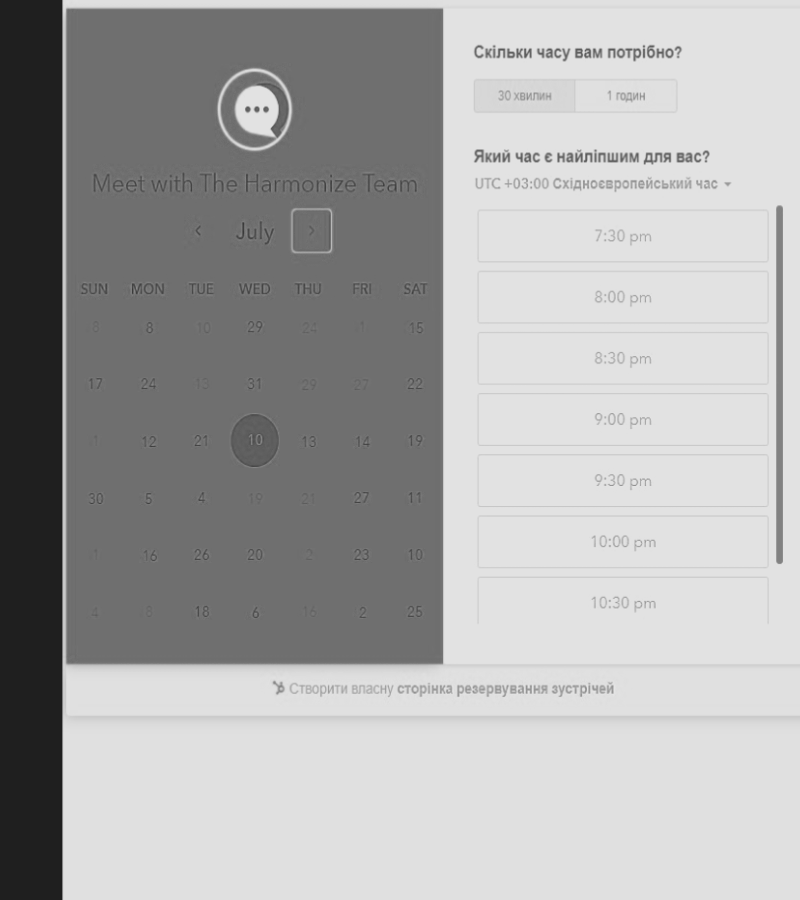 Meet with The Harmonize Team
July
SUN MON TUE WED THU FRI SAT
8 10 29 24 1 15
17 24 13 31 29 27 22
1 12 21 10 13 14 19
30 5 4 19 21 27 11
1 16 26 20 2 23 10
4 18 6 16 2 25
Скільки часу вам потрібно?
30 хвилин 1 годин
Який час є найліпшим для вас?
UTC +03:00 Східноєвропейський час
7:30 pm
8:00 pm
8:30 pm
9:00 pm
9:30 pm
10:00 pm
10:30 pm
Створити власну сторінка резервування зустрічей